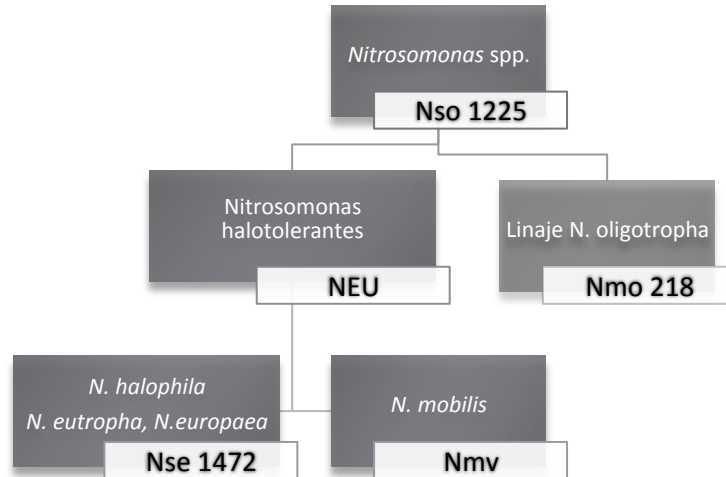 Nitrosomonas spp.
Nso 1225
Nitrosomonas
halotolerantes
NEU
Linaje N. oligotropha
Nmo 218
N. halophila
N. eutropha, N.europaea
Nse 1472
N. mobilis
Nmv